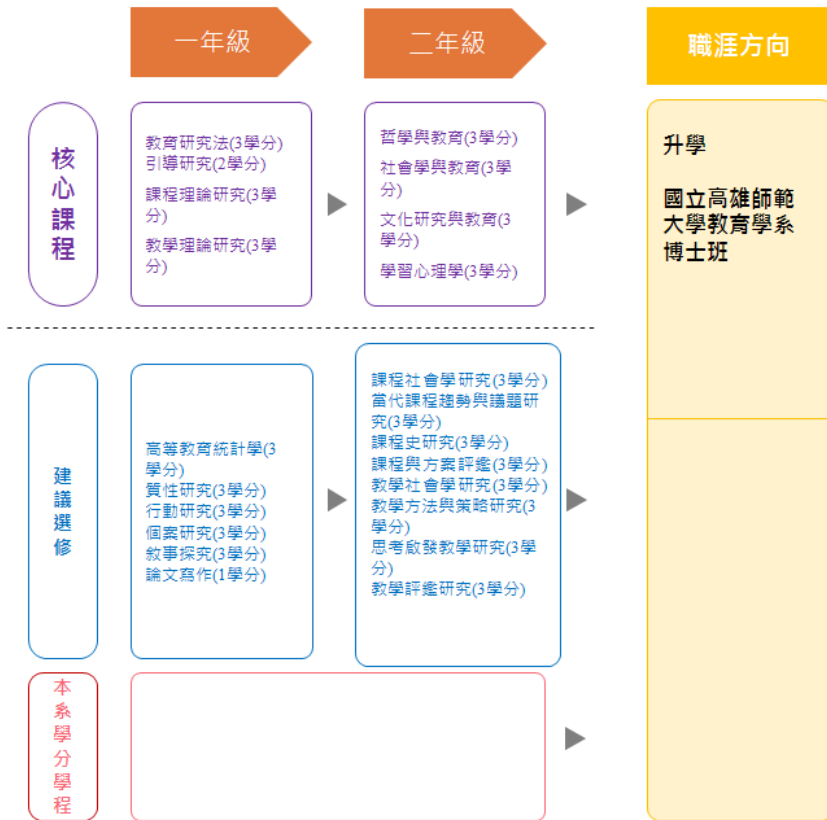 一年級
二年級
職涯方向
核心課程
教育研究法(3學分)
引導研究(2學分)
課程理論研究(3學
分)
教學理論研究(3學
分)
哲學與教育(3學分)
社會學與教育(3學
分)
文化研究與教育(3
學分)
學習心理學(3學分)
升學
國立高雄師範
大學教育學系
博士班
建議選修
高等教育統計學(3
學分)
質性研究(3學分)
行動研究(3學分)
個案研究(3學分)
敘事探究(3學分)
論文寫作(1學分)
課程社會學研究(3學分)
當代課程趨勢與議題研
究(3學分)
課程史研究(3學分)
課程與方案評鑑(3學分)
教學社會學研究(3學分)
教學方法與策略研究(3
學分)
思考啟發教學研究(3學
分)
教學評鑑研究(3學分)
本系學分學程